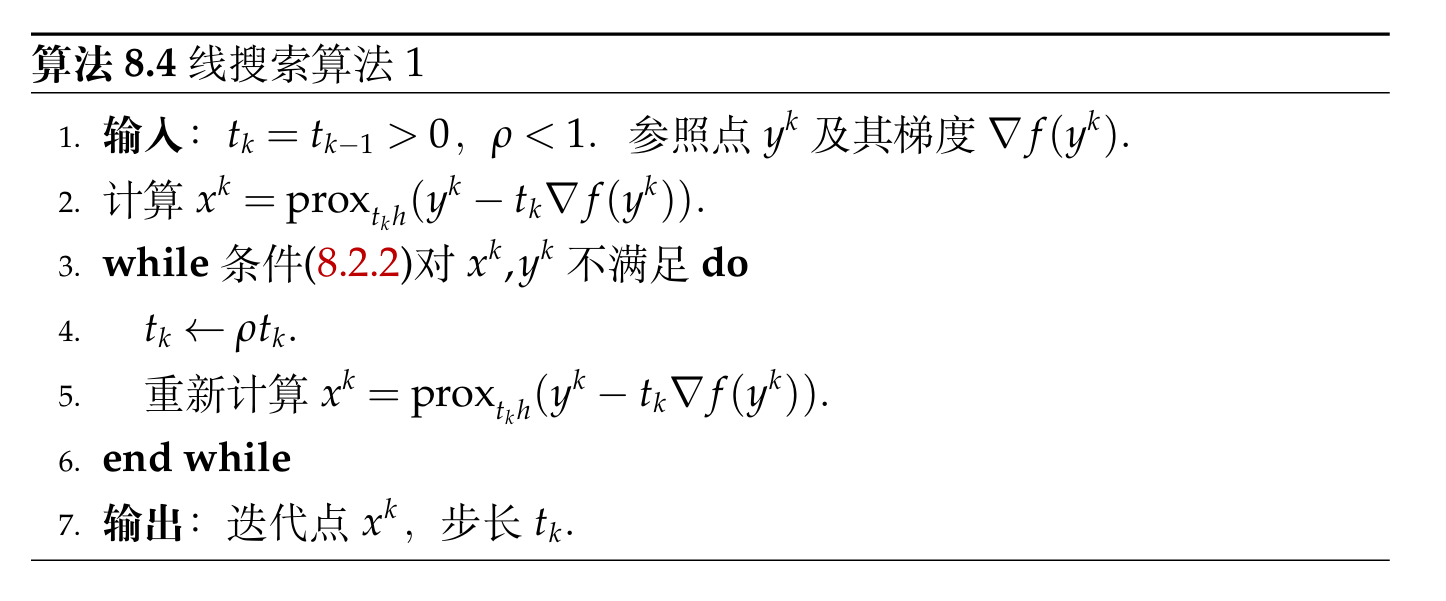 算法 8.4 线搜索算法 1
1. 输入：$t_k = t_{k-1} > 0$，$\rho < 1$. 参照点 $y^k$ 及其梯度 $\nabla f(y^k)$.
2. 计算 $x^k = \text{prox}_{t_k h}(y^k - t_k \nabla f(y^k))$.
3. while 条件(8.2.2)对 $x^k, y^k$ 不满足 do
4. $t_k \leftarrow \rho t_k$.
5. 重新计算 $x^k = \text{prox}_{t_k h}(y^k - t_k \nabla f(y^k))$.
6. end while
7. 输出：迭代点 $x^k$，步长 $t_k$.